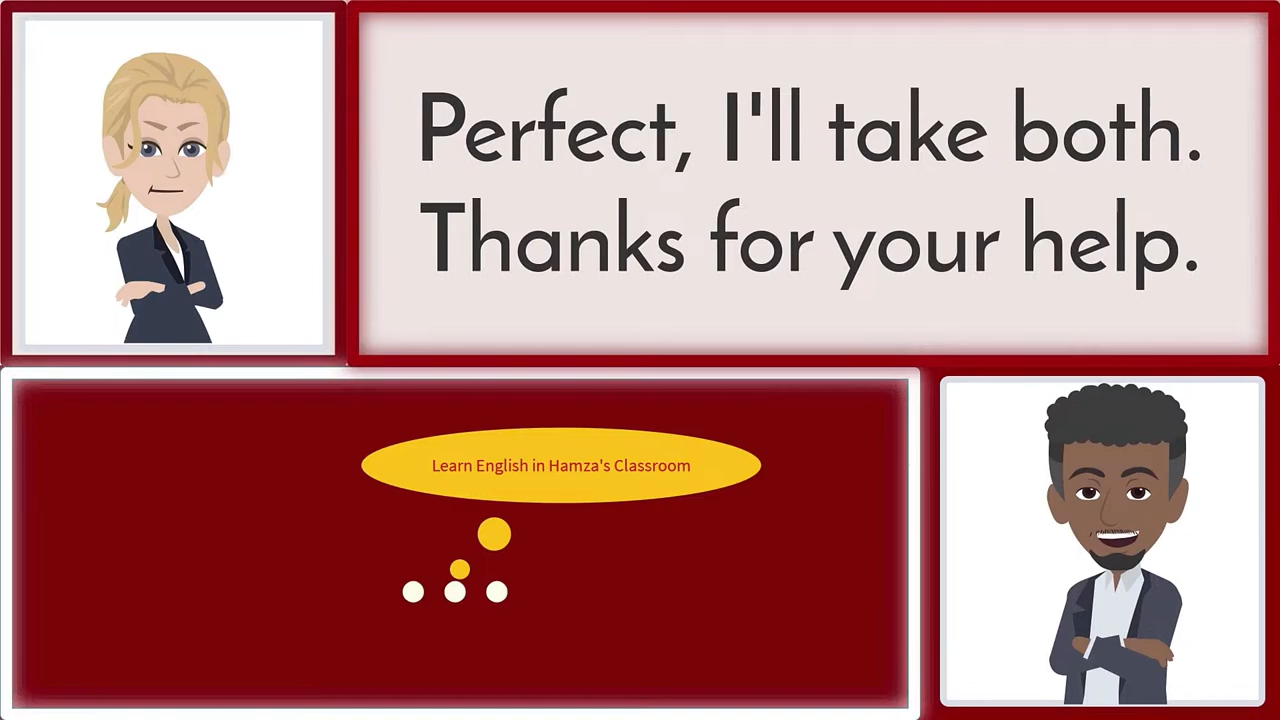 Perfect, I'll take both.
Thanks for your help.
Learn English in Hamza's Classroom